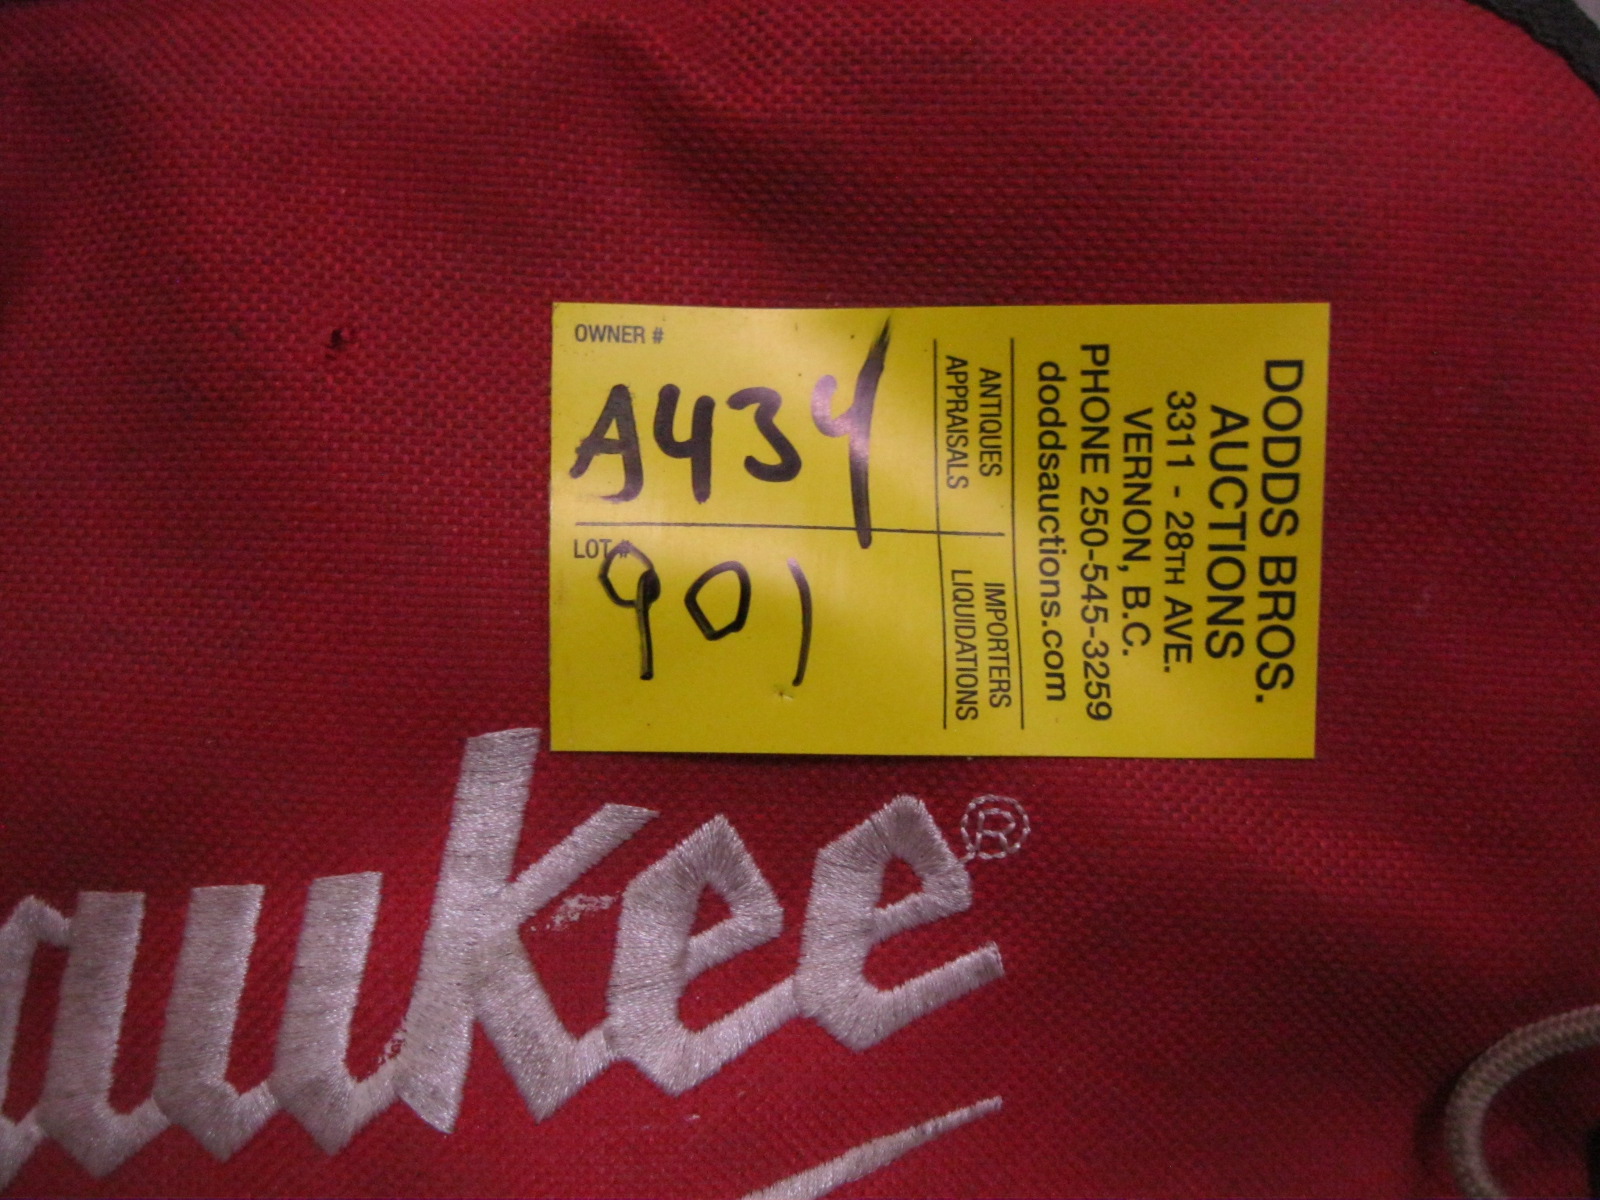 OWNER #
A434
LOT #
901
DODDS BROS.
AUCTIONS
3311 - 28TH AVE.
VERNON, B.C.
PHONE 250-545-3259
doddsauctions.com
ANTIQUES
APPRAISALS
IMPORTERS
LIQUIDATIONS
aukee®